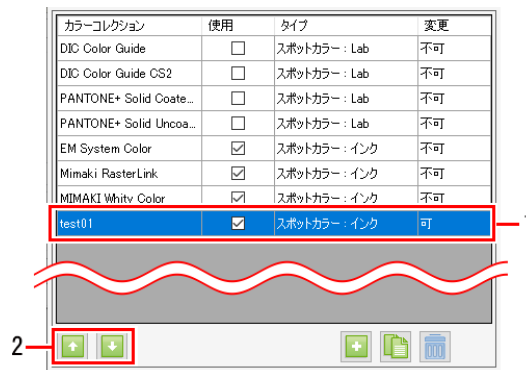 カラーコレクション 使用 タイプ 変更
DIC Color Guide スポットカラー：Lab 不可
DIC Color Guide CS2 スポットカラー：Lab 不可
PANTONE+ Solid Coate... スポットカラー：Lab 不可
PANTONE+ Solid Uncoa... スポットカラー：Lab 不可
EM System Color スポットカラー：インク 不可
Mimaki RasterLink スポットカラー：インク 不可
MIMAKI Whity Color スポットカラー：インク 不可
test01 スポットカラー：インク 可
2